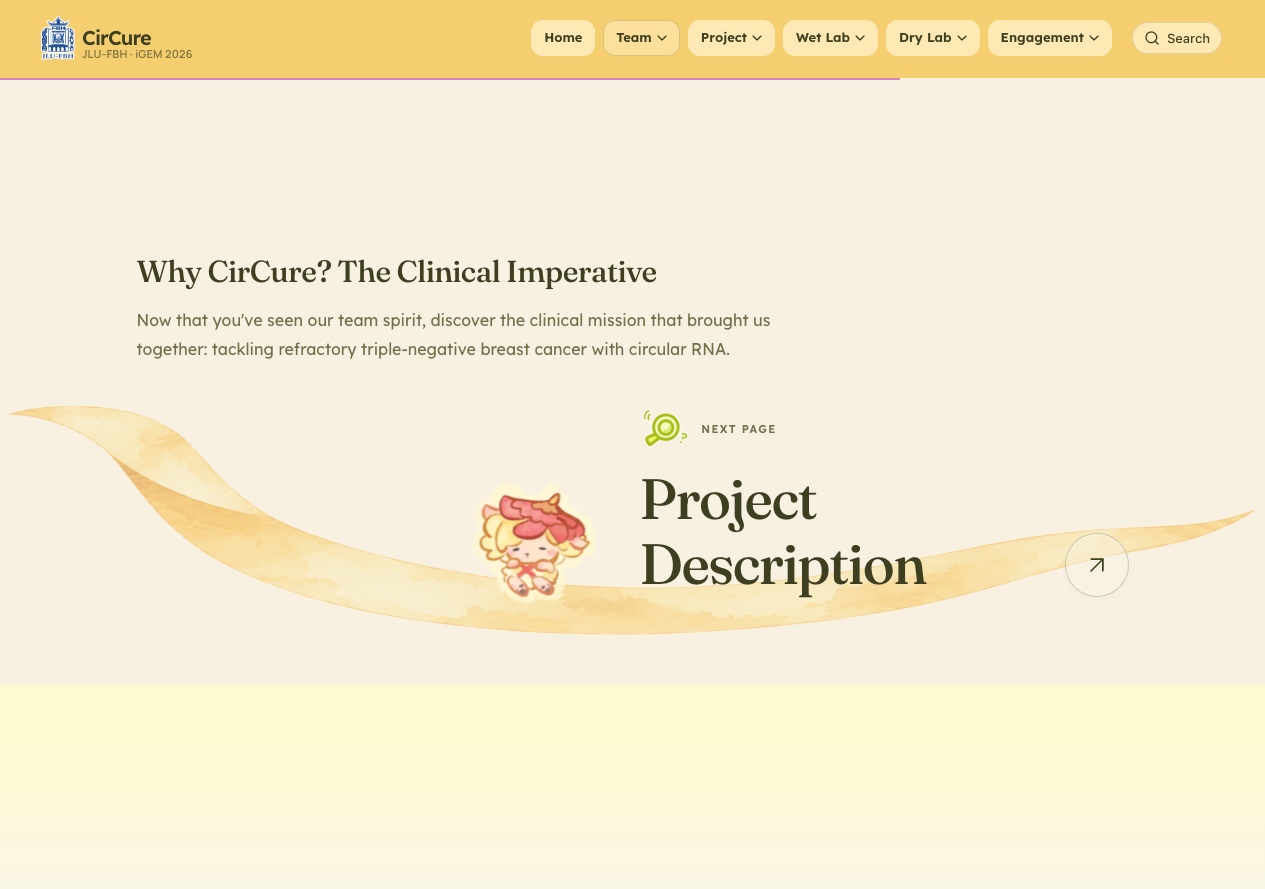 JLU-FBH
CirCure
JLU-FBH · iGEM 2026
Home
Team
Project
Wet Lab
Dry Lab
Engagement
Search
Why CirCure? The Clinical Imperative
Now that you've seen our team spirit, discover the clinical mission that brought us
together: tackling refractory triple-negative breast cancer with circular RNA.
NEXT PAGE
Project
Description